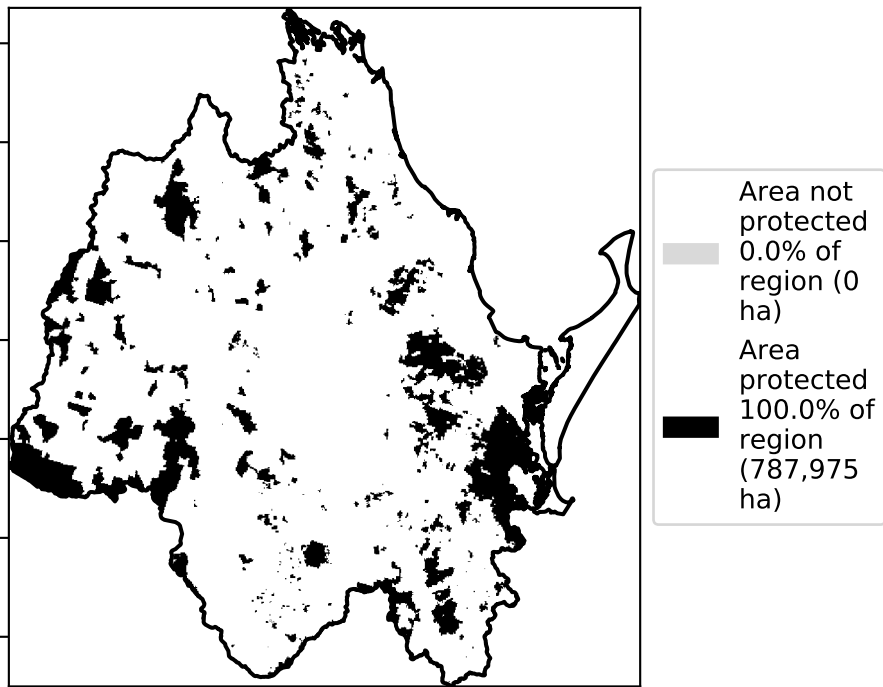 Area not
protected
0.0% of
region (0
ha)
Area
protected
100.0% of
region
(787,975
ha)